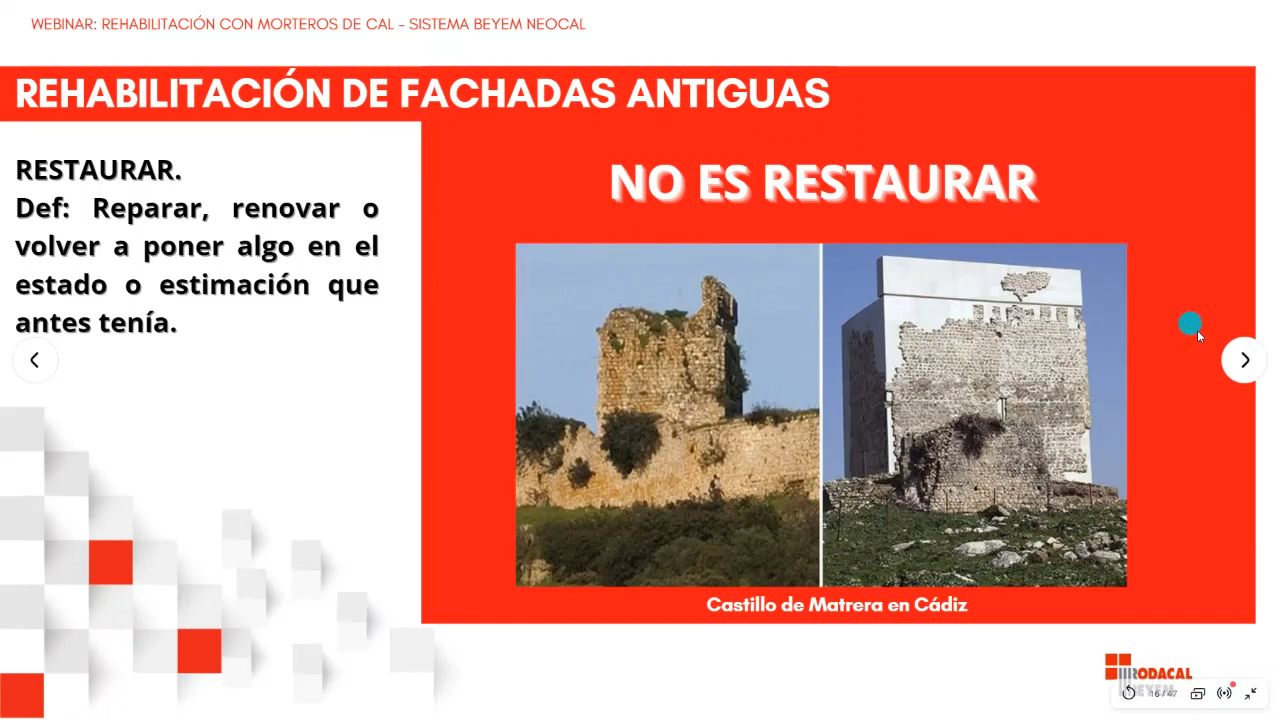 WEBINAR: REHABILITACIÓN CON MORTEROS DE CAL - SISTEMA BEYEM NEOCAL
REHABILITACIÓN DE FACHADAS ANTIGUAS
RESTAURAR.
Def: Reparar, renovar o
volver a poner algo en el
estado o estimación que
antes tenía.
NO ES RESTAURAR
Castillo de Matrera en Cádiz
RODACAL
BEYEM
16 / 47